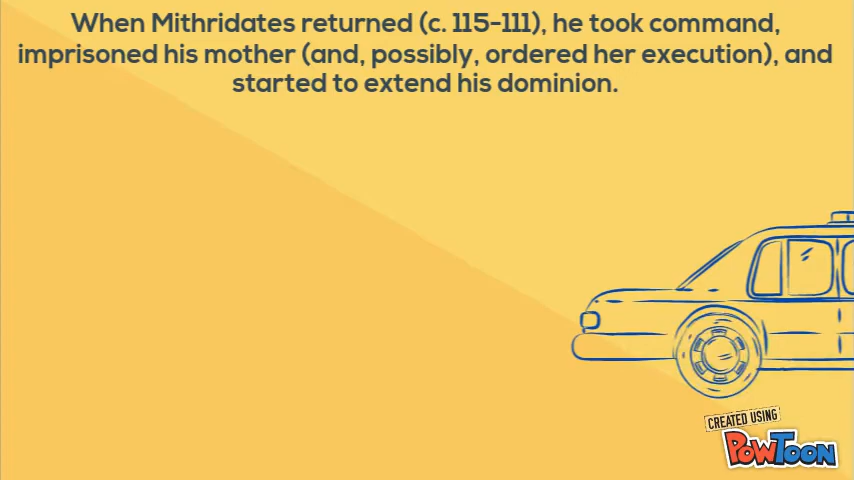 When Mithridates returned (c. 115-111), he took command,
imprisoned his mother (and, possibly, ordered her execution), and
started to extend his dominion.
CREATED USING
POWTOON